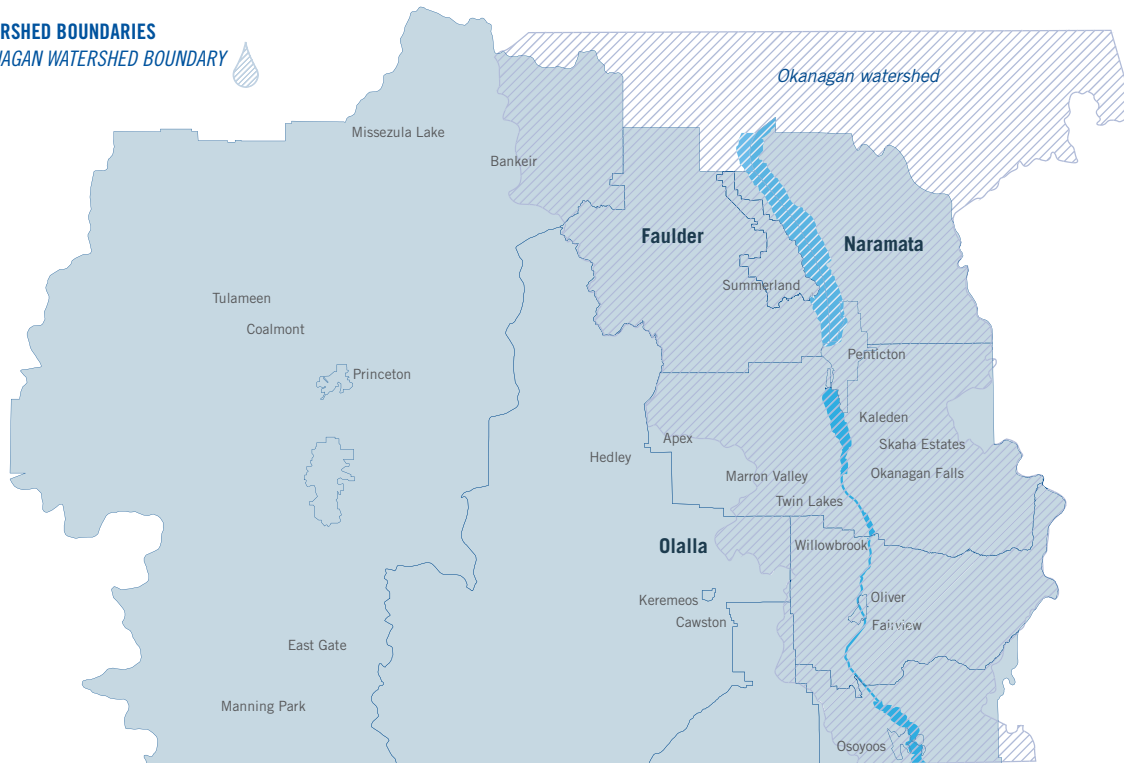 RSHED BOUNDARIES
AGAN WATERSHED BOUNDARY
Okanagan watershed
Missezula Lake
Bankeir
Faulder
Naramata
Summerland
Tulameen
Coalmont
Penticton
Princeton
Kaleden
Apex
Skaha Estates
Hedley
Marron Valley
Okanagan Falls
Twin Lakes
Olalla
Willowbrook
Keremeos
Oliver
Cawston
Fairview
East Gate
Manning Park
Osoyoos